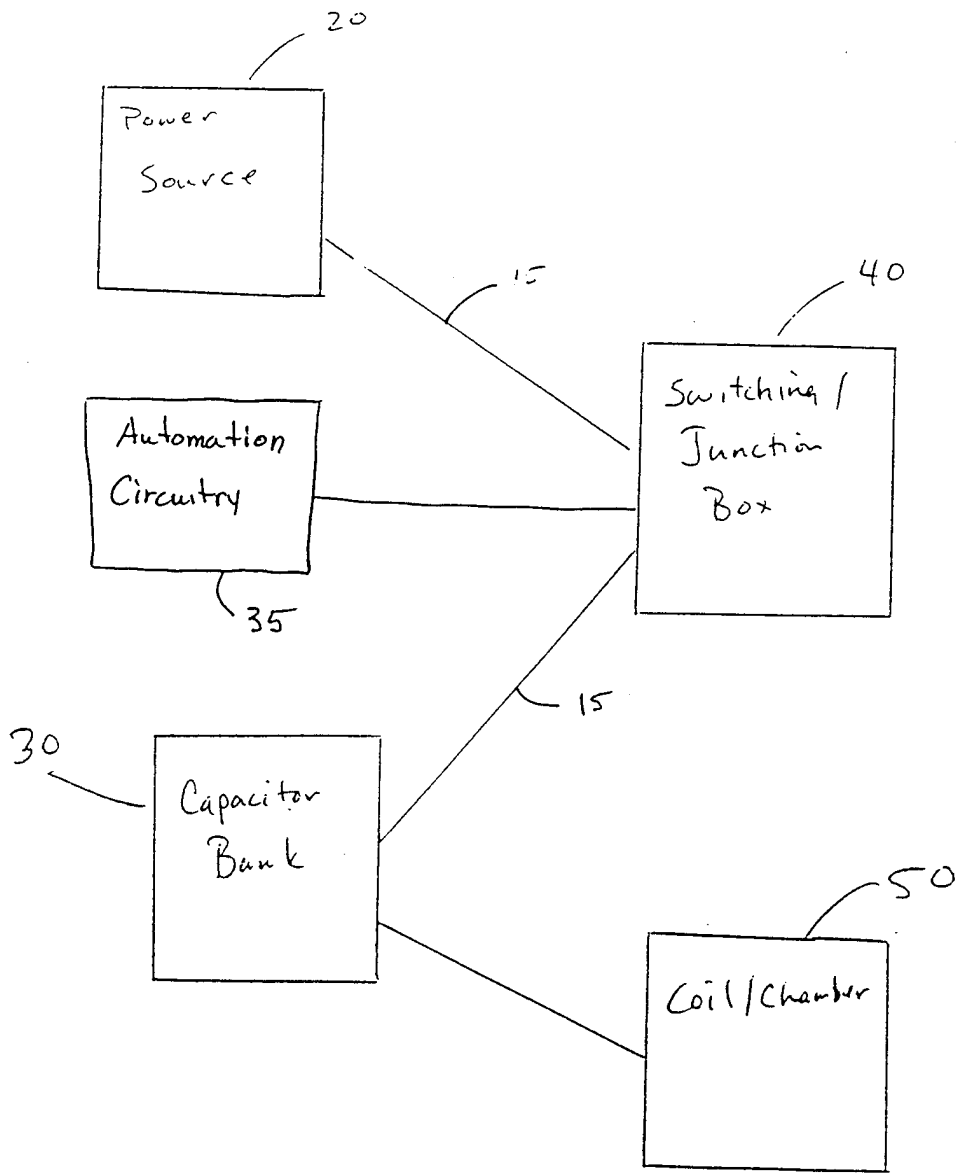 20
Power
Source
15
40
Switching/
Junction
Box
Automation
Circuitry
35
15
30
Capacitor
Bank
50
Coil/Chamber